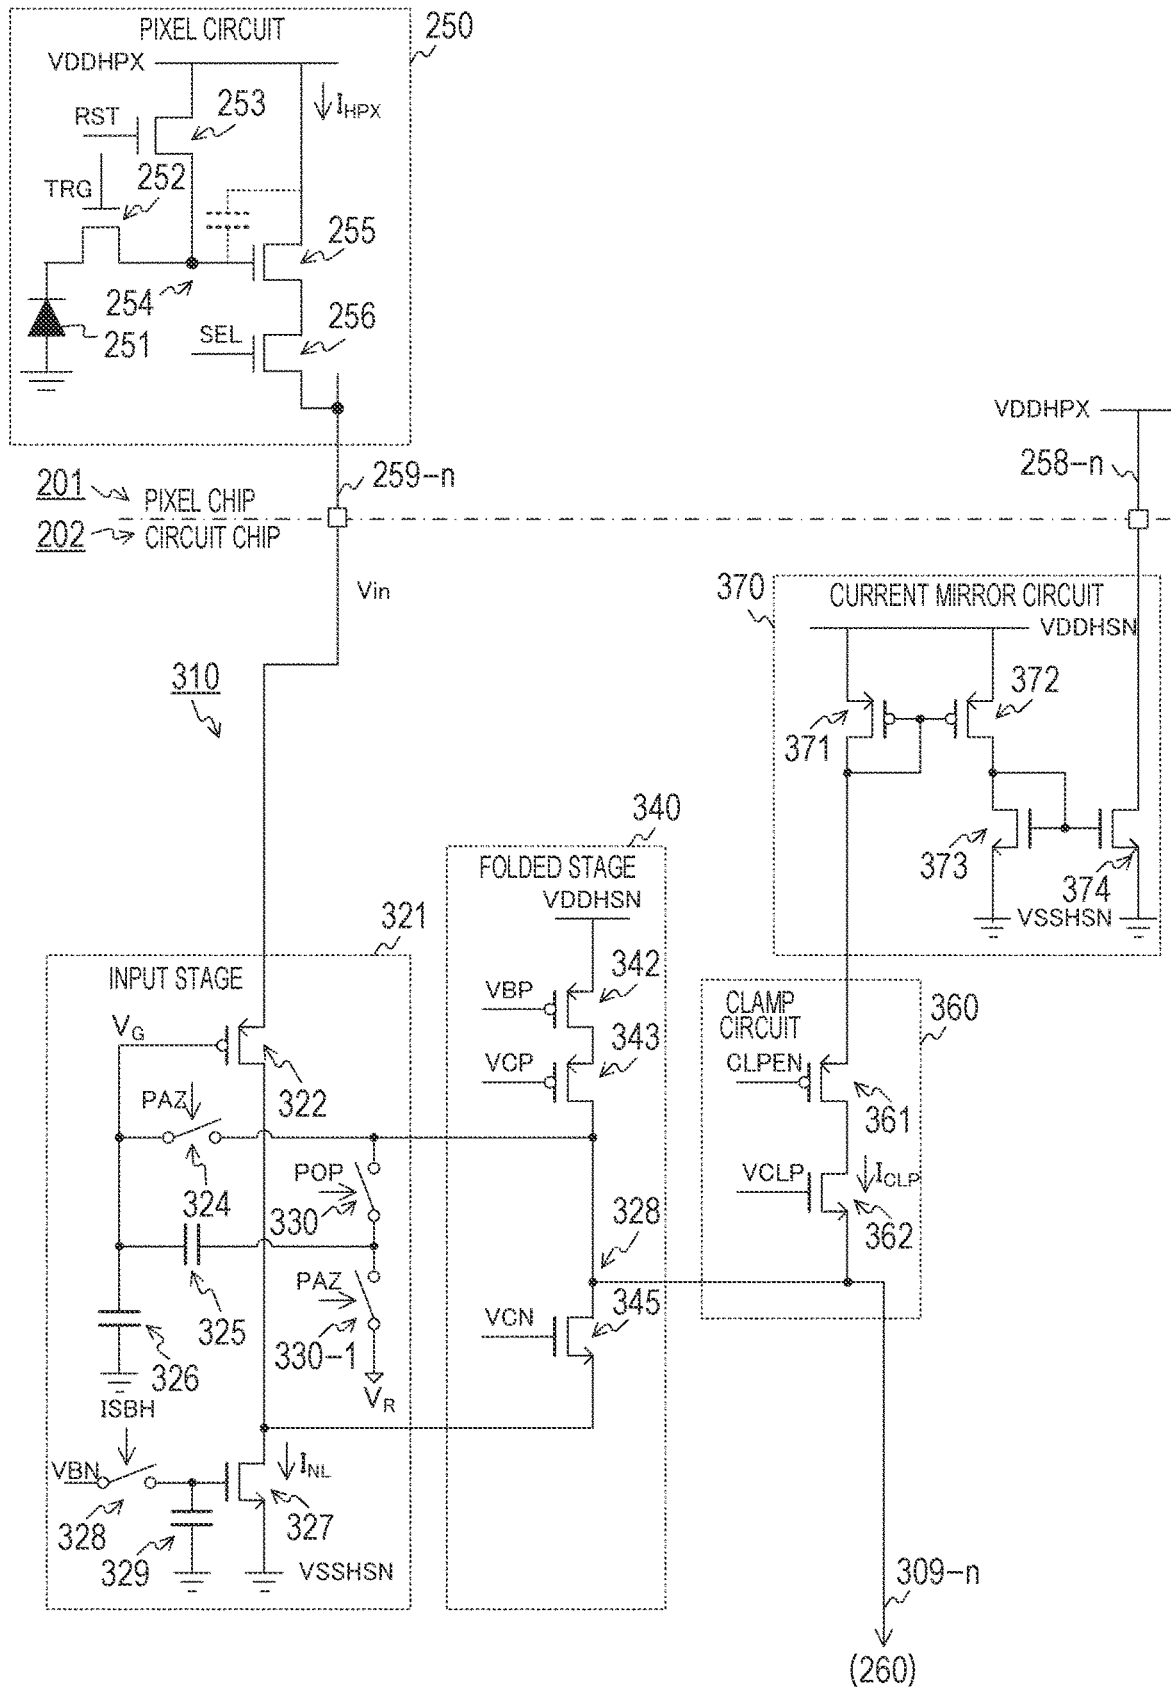 PIXEL CIRCUIT
250
VDDHPX
IHPX
RST
253
TRG
252
255
254
251
SEL
256
VDDHPX
258-n
259-n
201
PIXEL CHIP
202
CIRCUIT CHIP
Vin
370
CURRENT MIRROR CIRCUIT
VDDHSN
310
371
372
373
374
VSSHSN
340
FOLDED STAGE
VDDHSN
321
INPUT STAGE
342
VBP
343
VCP
CLAMP
CIRCUIT
360
CLPEN
361
VG
322
PAZ
324
POP
330
VCLP
ICLP
362
328
325
PAZ
330-1
VCN
345
326
VR
ISBH
VBN
INL
328
327
329
VSSHSN
309-n
(260)